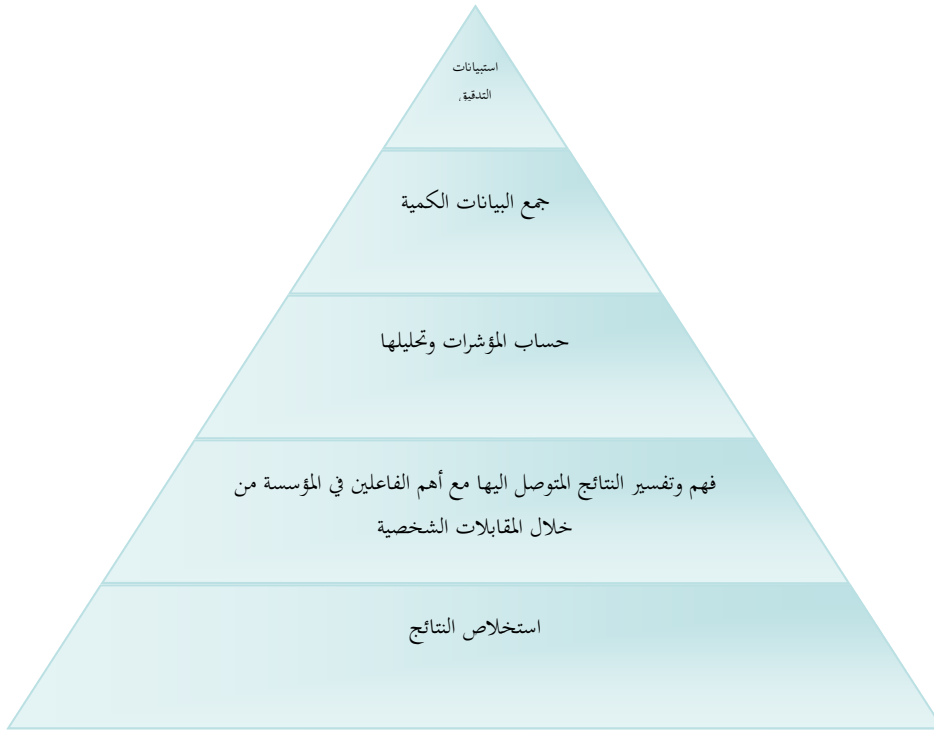 استبيانات
التدقيق
جمع البيانات الكمية
حساب المؤشرات وتحليلها
فهم وتفسير النتائج المتوصل اليها مع أهم الفاعلين في المؤسسة من
خلال المقابلات الشخصية
استخلاص النتائج